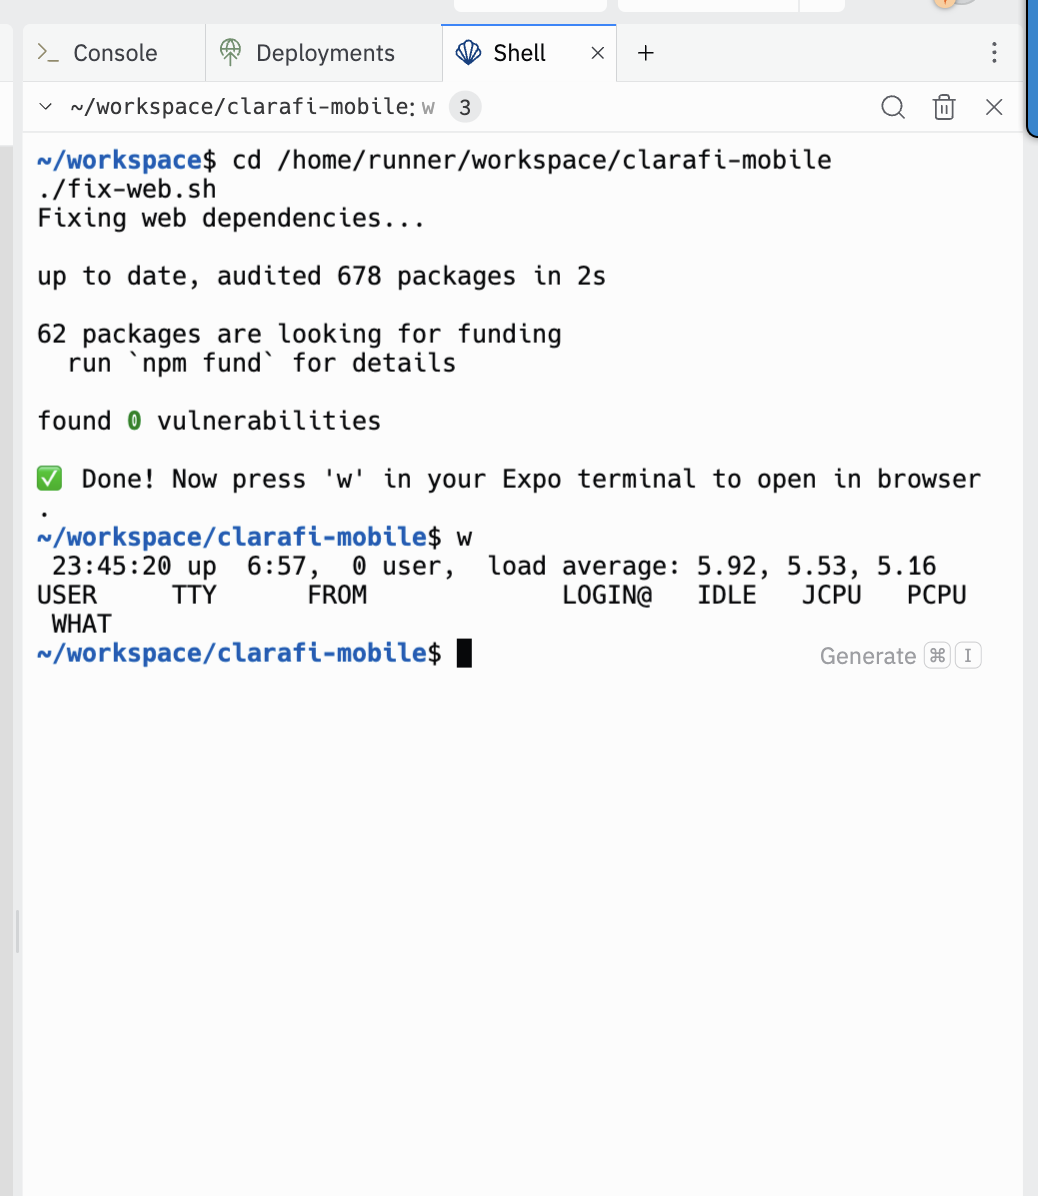 Console
Deployments
Shell
~/workspace/clarafi-mobile: w 3
~/workspace$ cd /home/runner/workspace/clarafi-mobile
./fix-web.sh
Fixing web dependencies...
up to date, audited 678 packages in 2s
62 packages are looking for funding
  run `npm fund` for details
found 0 vulnerabilities
✅ Done! Now press 'w' in your Expo terminal to open in browser
.
~/workspace/clarafi-mobile$ w
 23:45:20 up  6:57,  0 user,  load average: 5.92, 5.53, 5.16
USER     TTY      FROM             LOGIN@   IDLE   JCPU   PCPU
 WHAT
~/workspace/clarafi-mobile$
Generate ⌘ I